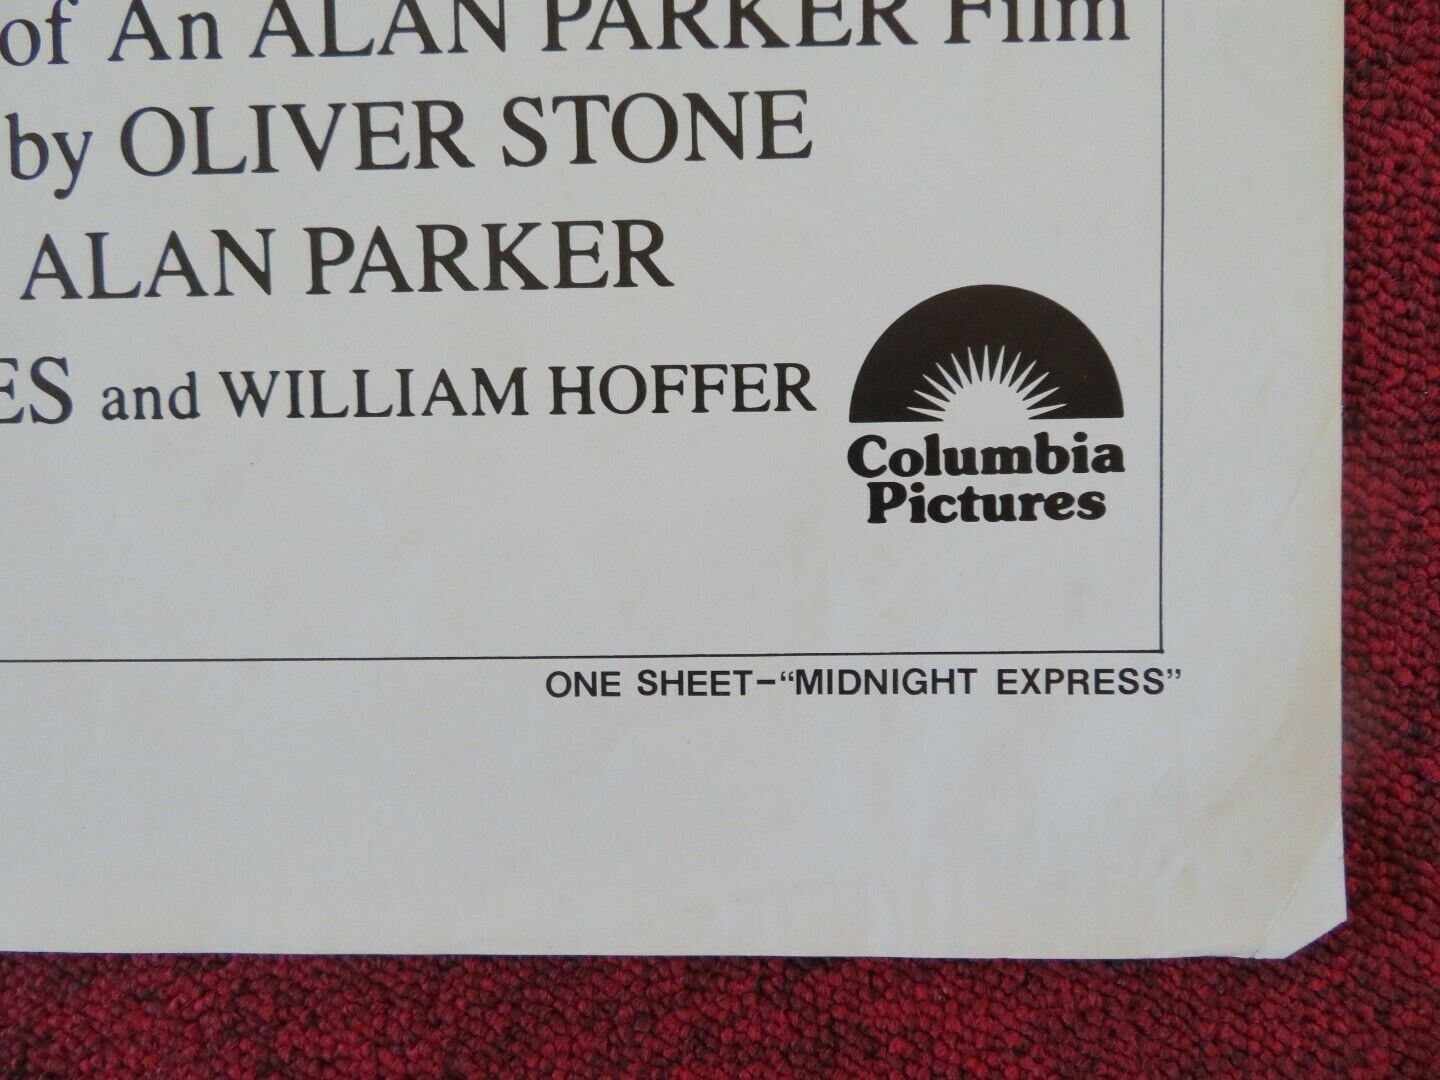 of An ALAN PARKER Film
by OLIVER STONE
ALAN PARKER
ES and WILLIAM HOFFER
Columbia
Pictures
ONE SHEET-“MIDNIGHT EXPRESS”